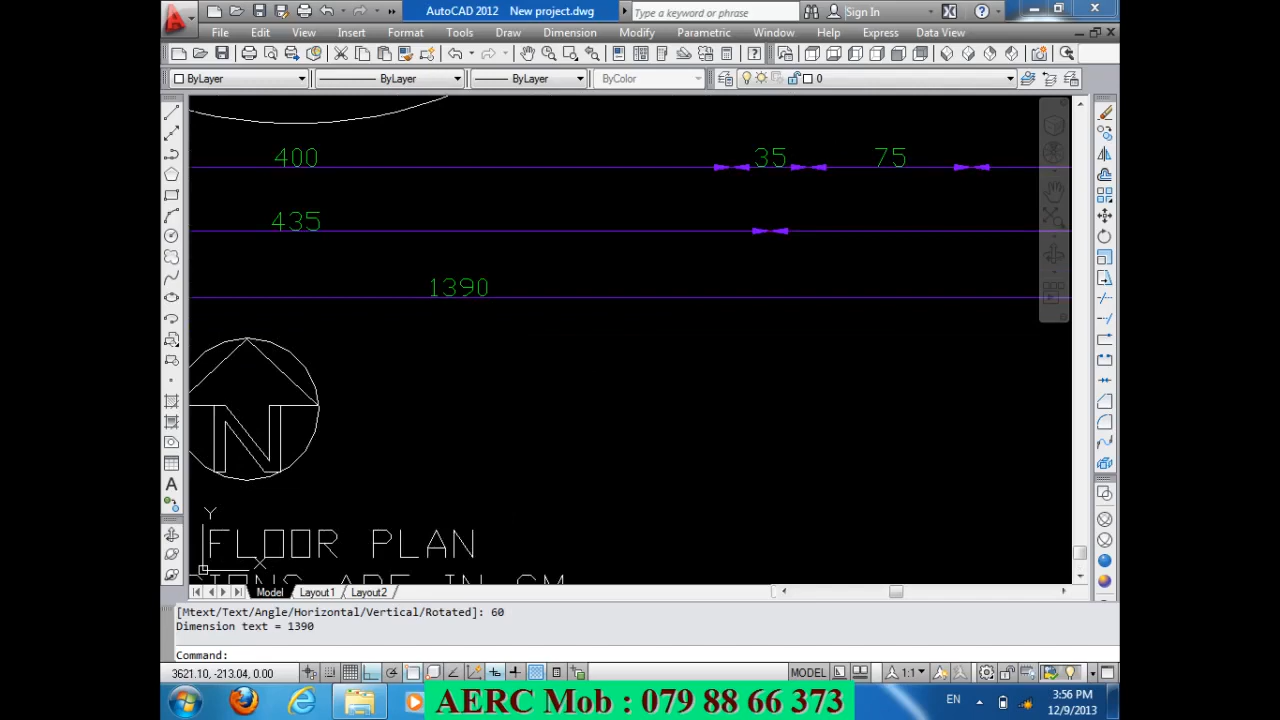 AutoCAD 2012 New project.dwg
Type a keyword or phrase
Sign In
File Edit View Insert Format Tools Draw Dimension Modify Parametric Window Help Express Data View
ByLayer ByLayer ByLayer ByColor 0
400 35 75
435
1390
N
Y
FLOOR PLAN
X
Model Layout1 Layout2
[Mtext/Text/Angle/Horizontal/Vertical/Rotated]: 60
Dimension text = 1390
Command:
3621.10, -213.04, 0.00 MODEL 1:1
AERC Mob : 079 88 66 373
EN
3:56 PM
12/9/2013